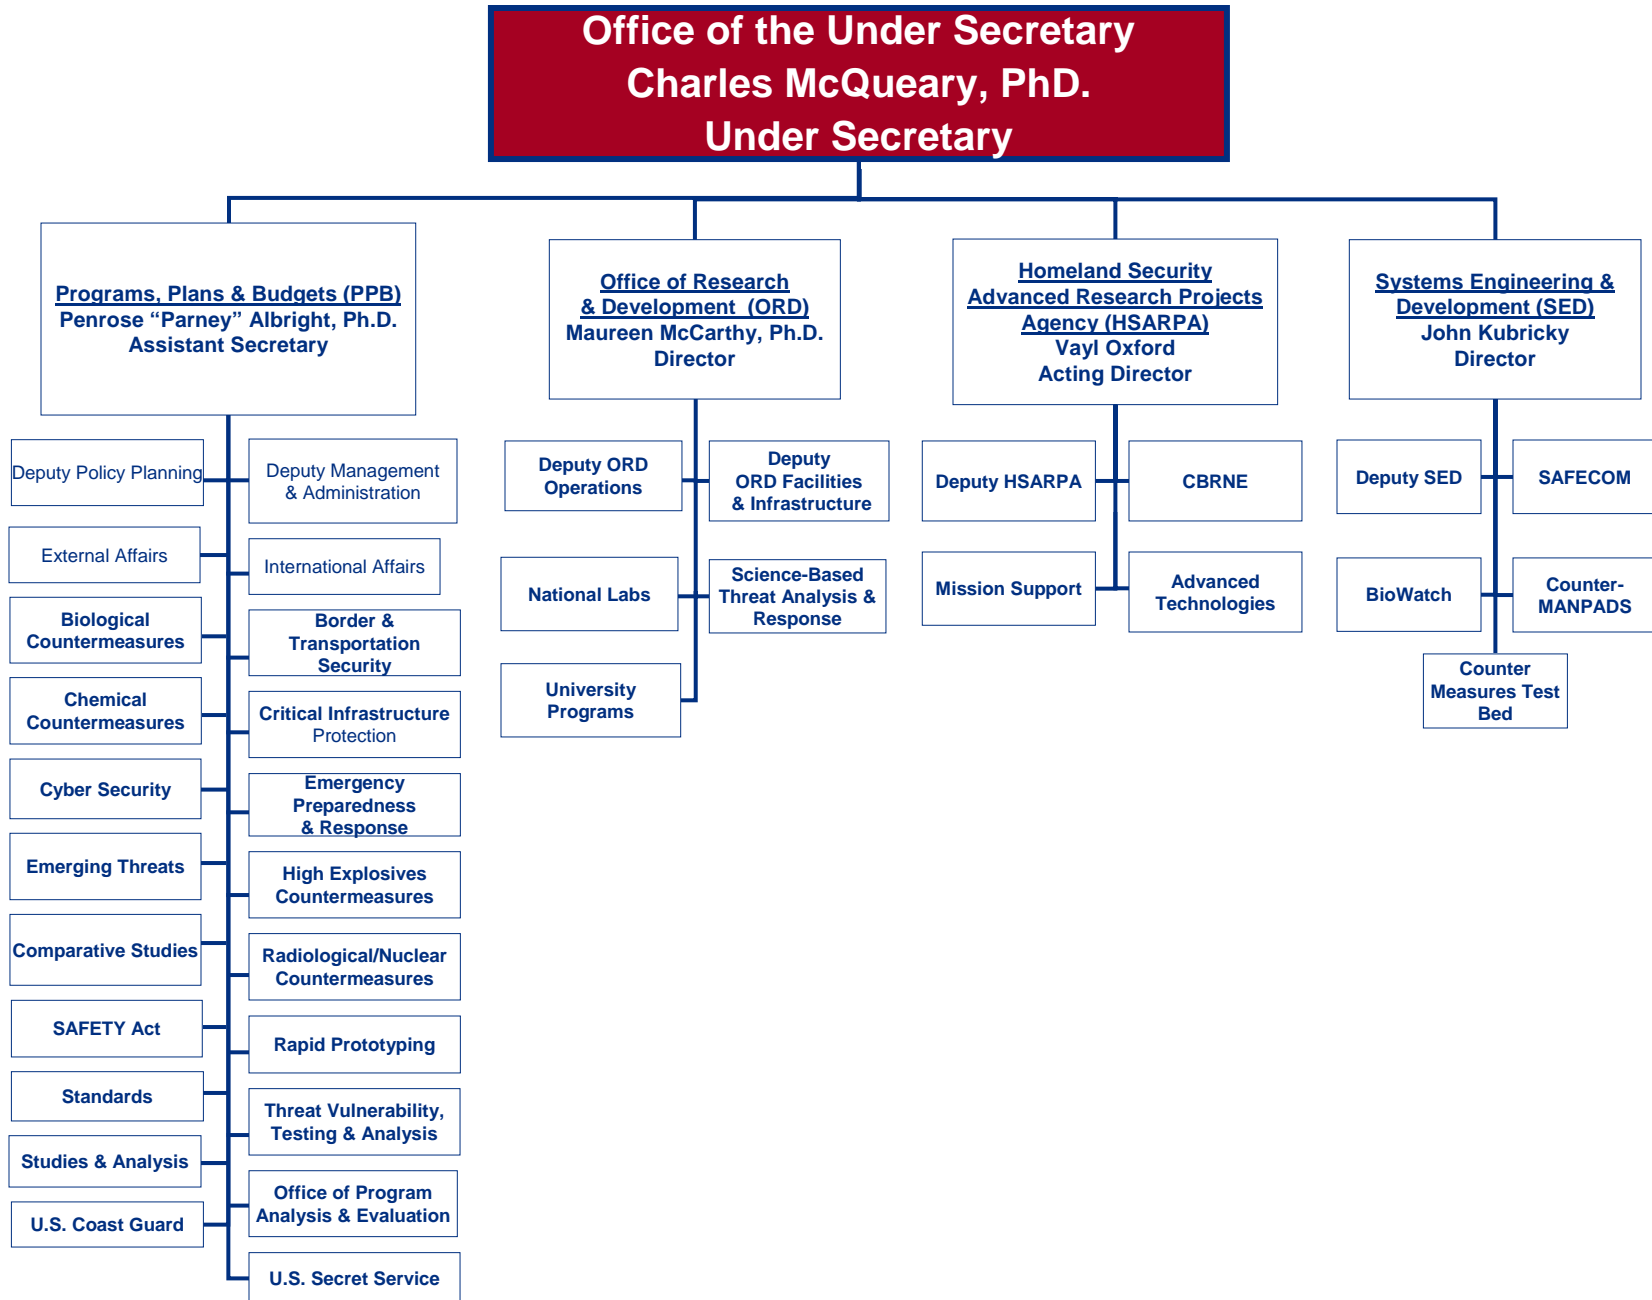 Office of the Under Secretary
Charles McQueary, PhD.
Under Secretary
Programs, Plans & Budgets (PPB)
Penrose “Parney” Albright, Ph.D.
Assistant Secretary
Office of Research
& Development (ORD)
Maureen McCarthy, Ph.D.
Director
Homeland Security
Advanced Research Projects
Agency (HSARPA)
Vayl Oxford
Acting Director
Systems Engineering &
Development (SED)
John Kubricky
Director
Deputy Policy Planning
Deputy Management
& Administration
External Affairs
International Affairs
Biological
Countermeasures
Border &
Transportation
Security
Chemical
Countermeasures
Critical Infrastructure
Protection
Cyber Security
Emergency
Preparedness
& Response
Emerging Threats
High Explosives
Countermeasures
Comparative Studies
Radiological/Nuclear
Countermeasures
SAFETY Act
Rapid Prototyping
Standards
Threat Vulnerability,
Testing & Analysis
Studies & Analysis
Office of Program
Analysis & Evaluation
U.S. Coast Guard
U.S. Secret Service
Deputy ORD
Operations
Deputy
ORD Facilities
& Infrastructure
National Labs
Science-Based
Threat Analysis &
Response
University
Programs
Deputy HSARPA
CBRNE
Mission Support
Advanced
Technologies
Deputy SED
SAFECOM
BioWatch
Counter-
MANPADS
Counter
Measures Test
Bed